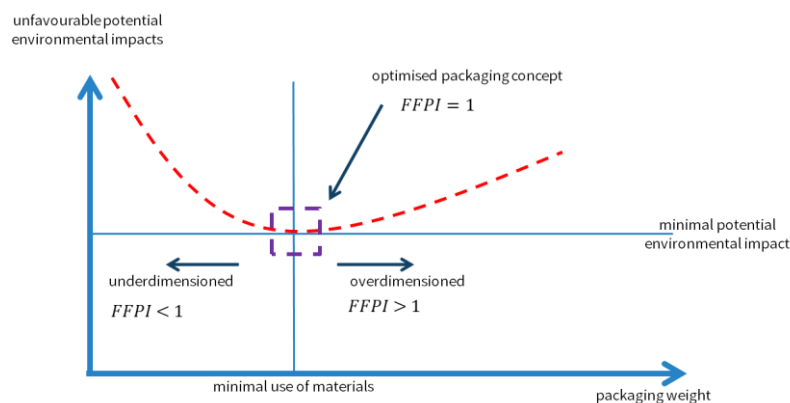 unfavourable potential
environmental impacts
optimised packaging concept
FFPI = 1
minimal potential
environmental impact
underdimensioned
FFPI < 1
overdimensioned
FFPI > 1
minimal use of materials
packaging weight